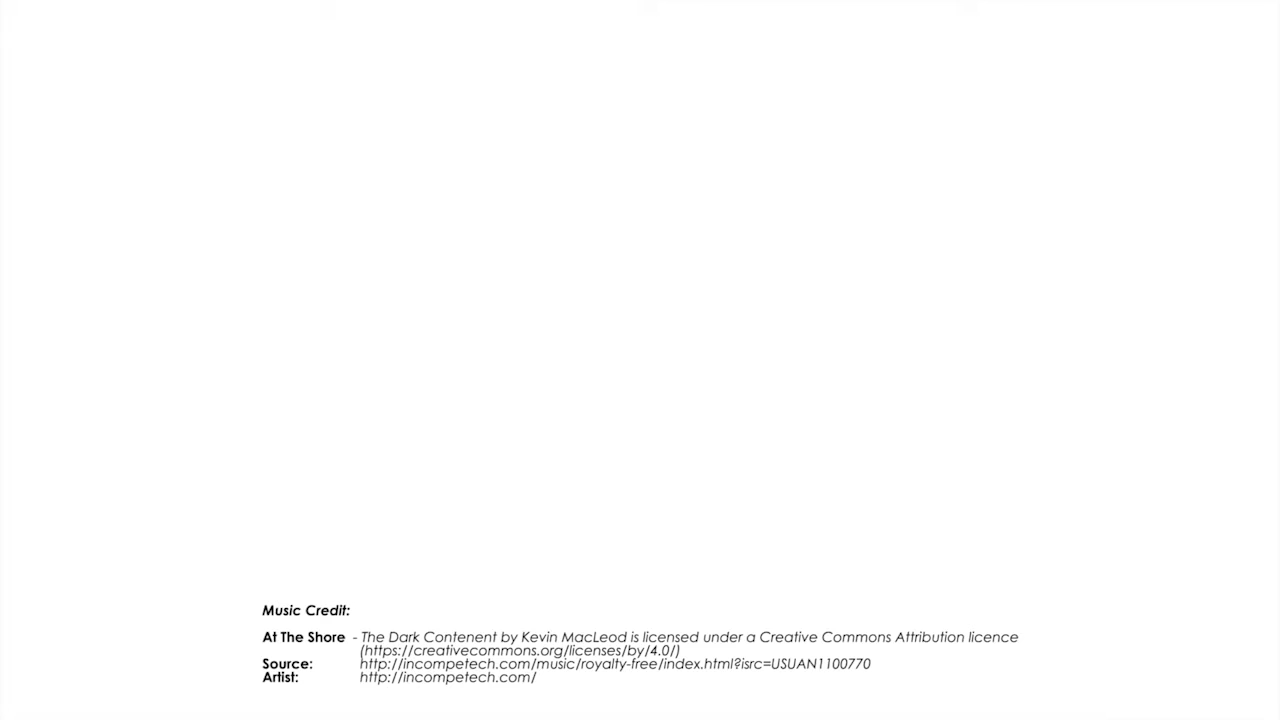 Music Credit:
At The Shore - The Dark Contenent by Kevin MacLeod is licensed under a Creative Commons Attribution licence
(https://creativecommons.org/licenses/by/4.0/)
Source: http://incompetech.com/music/royalty-free/index.html?isrc=USUAN1100770
Artist: http://incompetech.com/